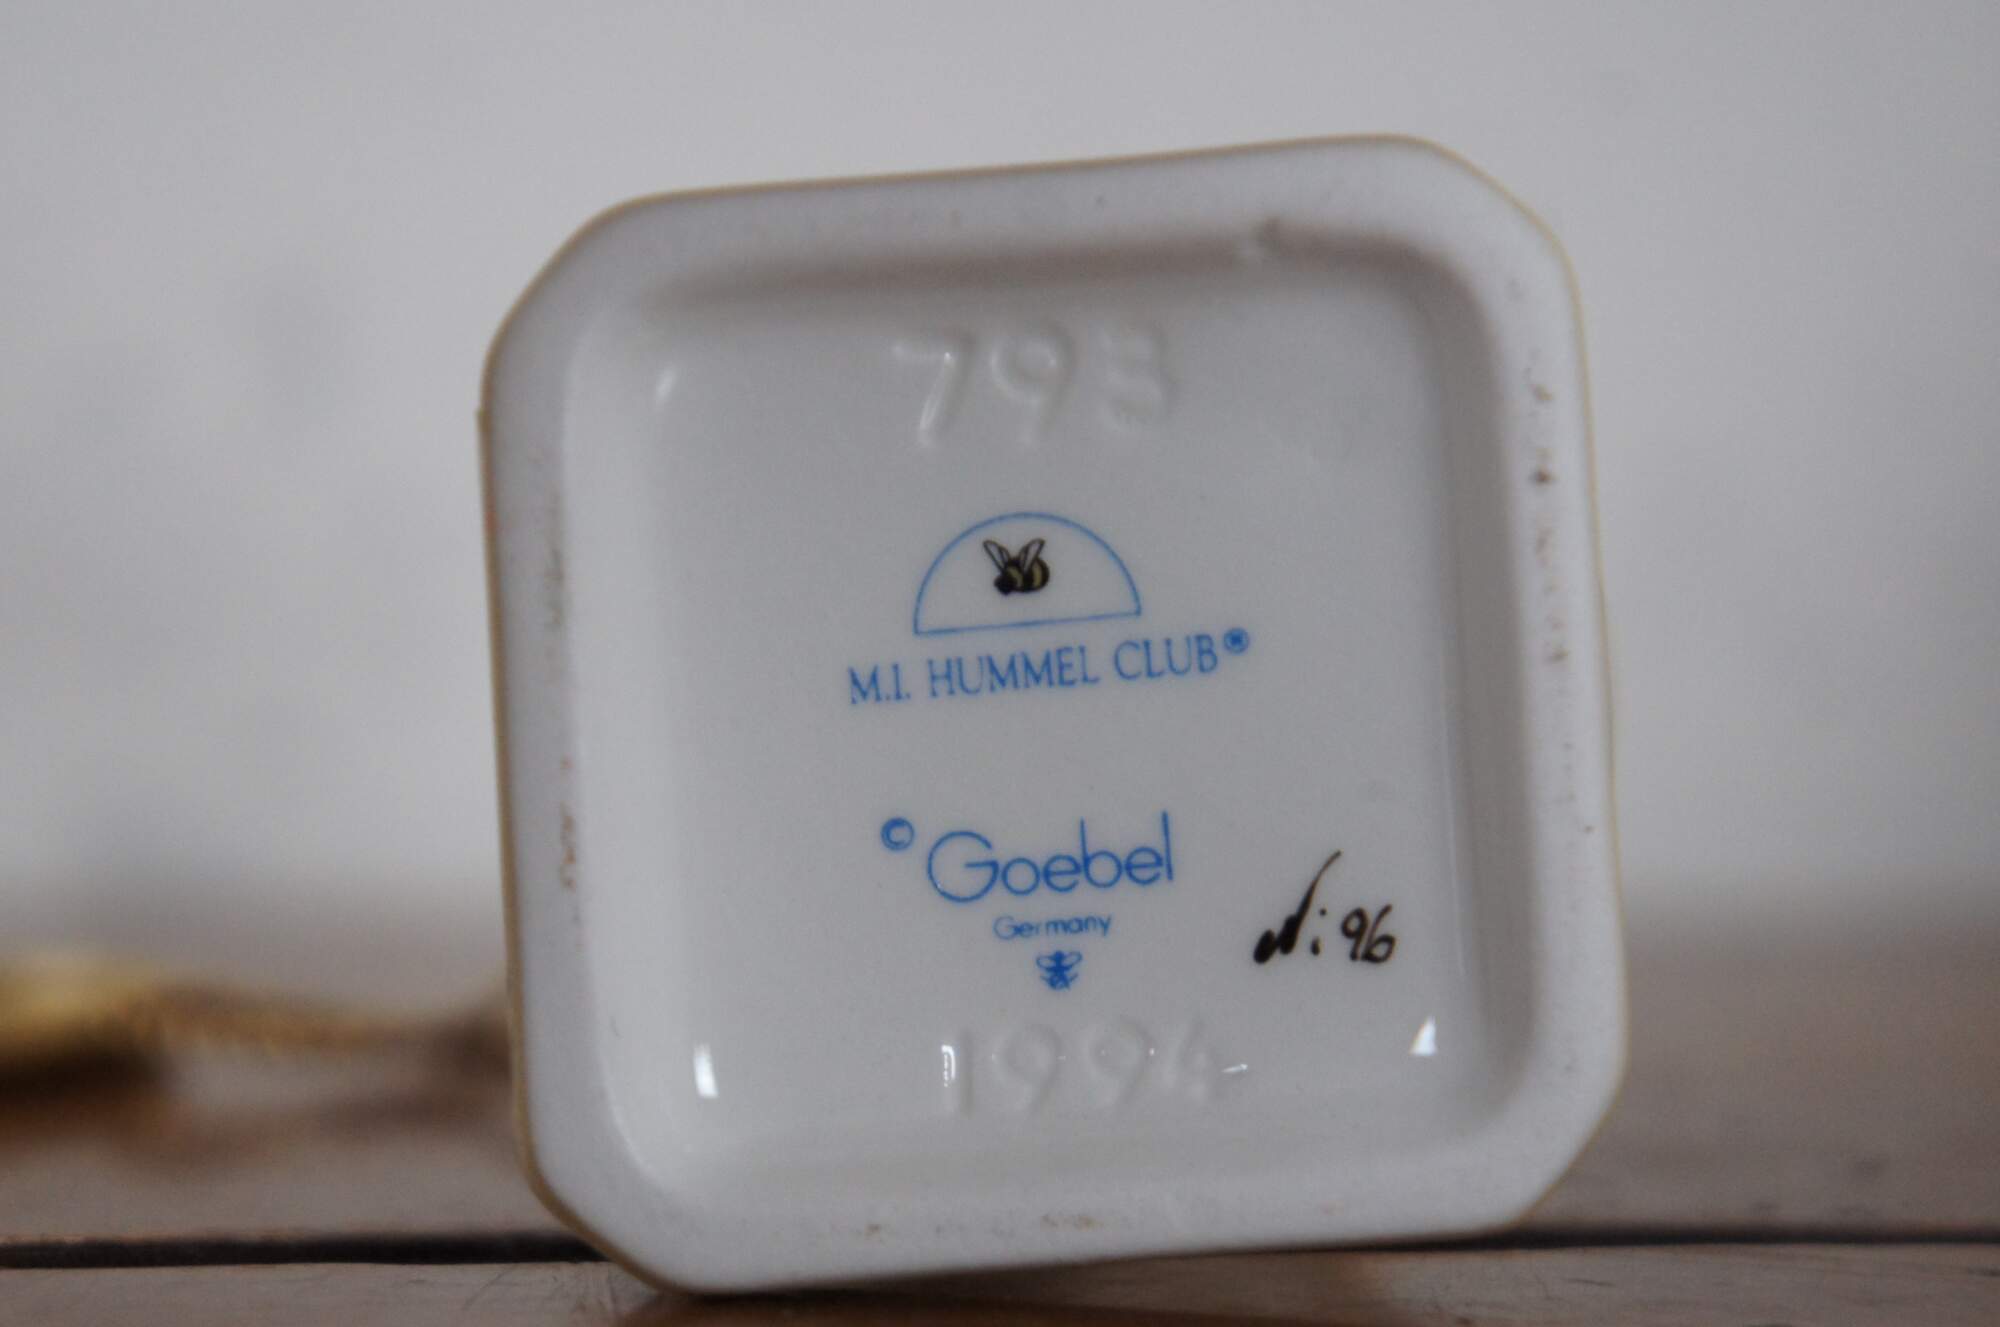 793
M.I. HUMMEL CLUB®
© Goebel
Germany
1994